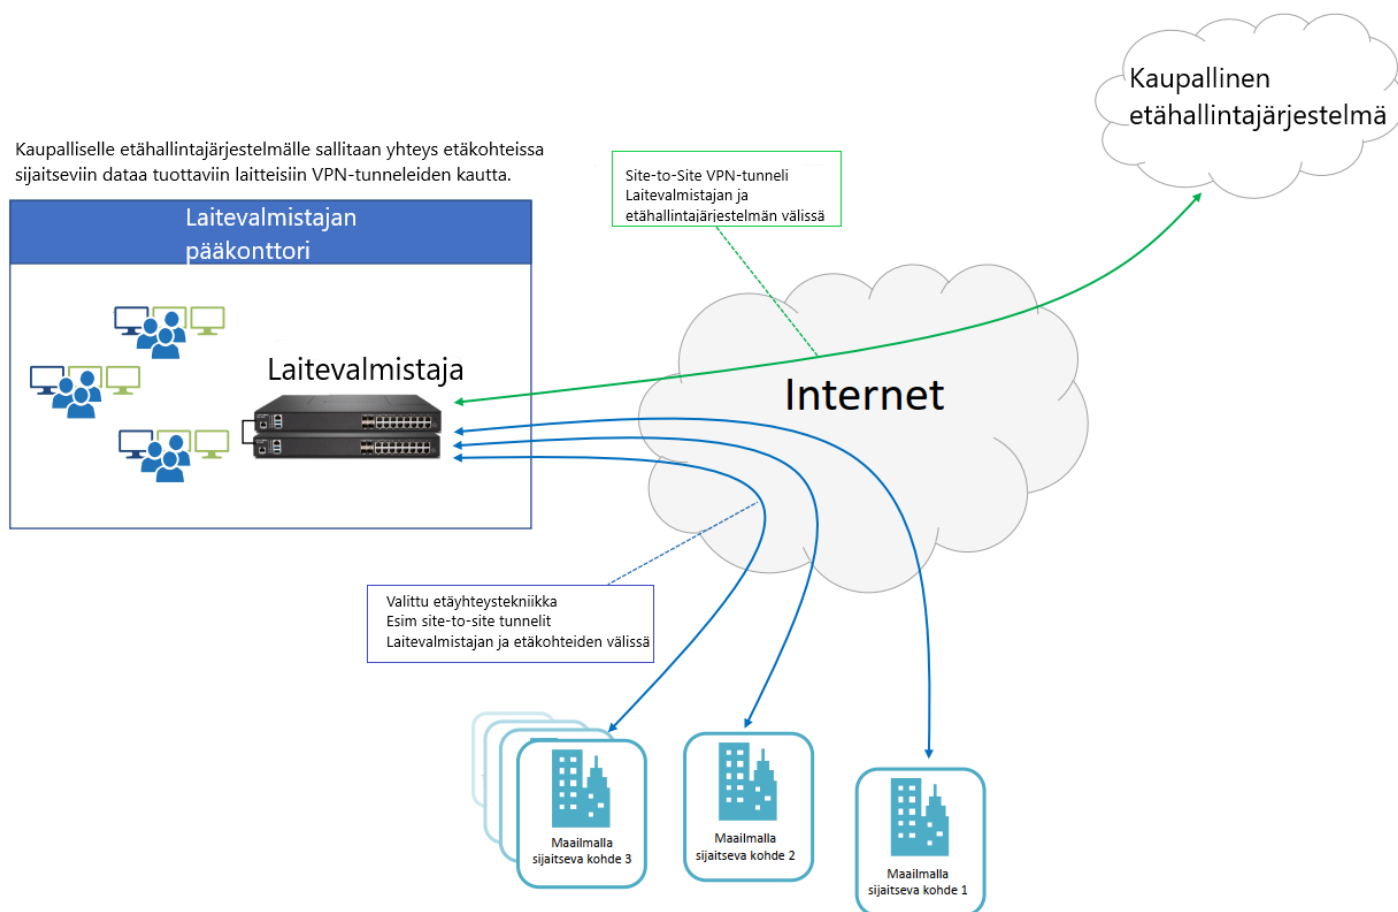 Kaupallinen
etähallintajärjestelmä
Kaupalliselle etähallintajärjestelmälle sallitaan yhteys etäkohteissa
sijaitseviin dataa tuottaviin laitteisiin VPN-tunneleiden kautta.
Site-to-Site VPN-tunneli
Laitevalmistajan ja
etähallintajärjestelmän välissä
Laitevalmistajan
pääkonttori
Laitevalmistaja
Internet
Valittu etäyhteystekniikka
Esim site-to-site tunnelit
Laitevalmistajan ja etäkohteiden välissä
Maailmalla
sijaitseva kohde 3
Maailmalla
sijaitseva kohde 2
Maailmalla
sijaitseva kohde 1